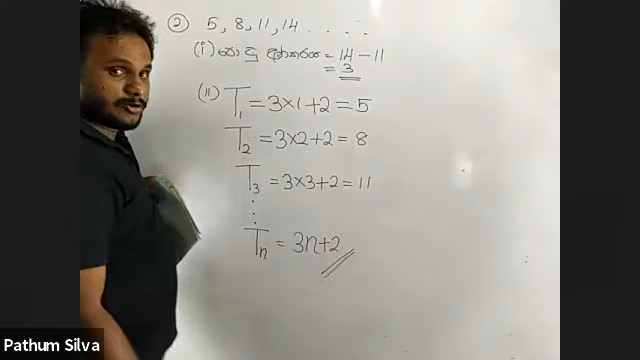 ② 5, 8, 11, 14 . . . . .
(i) පොදු අන්තරය = 14 - 11
= 3
(ii) T₁ = 3×1+2 = 5
T₂ = 3×2+2 = 8
T₃ = 3×3+2 = 11
⋮
Tₙ = 3n+2
Pathum Silva